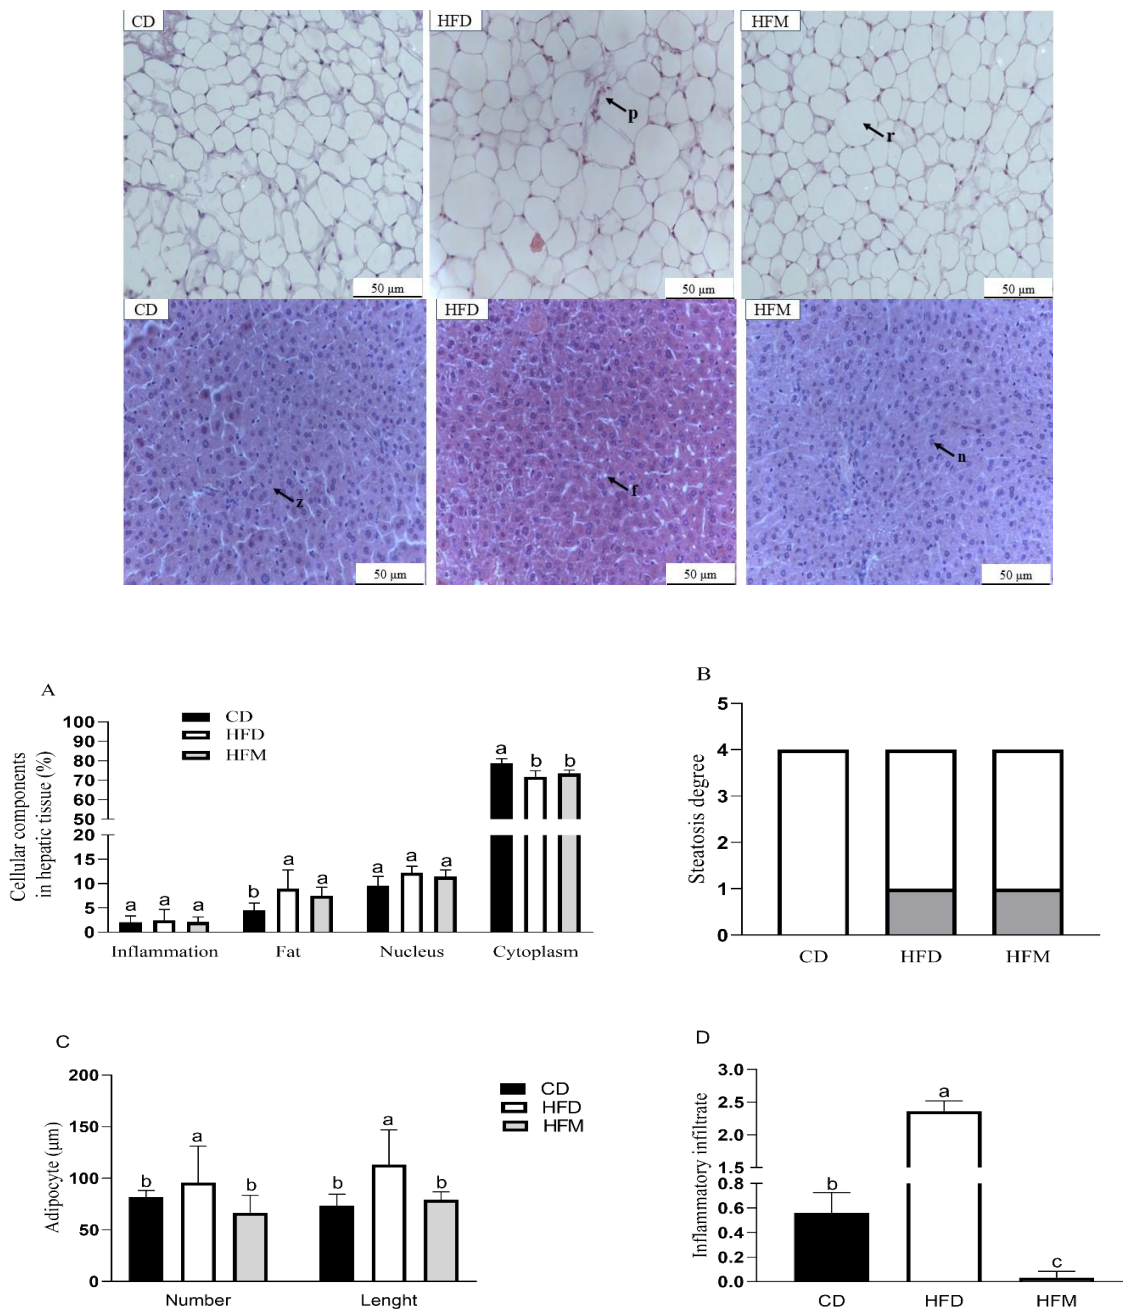 CD HFD HFM
p
r
50 µm 50 µm 50 µm
CD HFD HFM
z
f
n
50 µm 50 µm 50 µm
A
CD
HFD
HFM
Cellular components
in hepatic tissue (%)
100
90
80
70
60
50
20
15
10
5
0
a a a
b a a
a a a
a b b
Inflammation Fat Nucleus Cytoplasm
B
Steatosis degree
5
4
3
2
1
0
CD HFD HFM
C
CD
HFD
HFM
Adipocyte (µm)
200
150
100
50
0
b a b
b a b
Number Lenght
D
Inflammatory infiltrate
3.0
2.5
2.0
1.5
0.8
0.6
0.4
0.2
0.0
b a c
CD HFD HFM